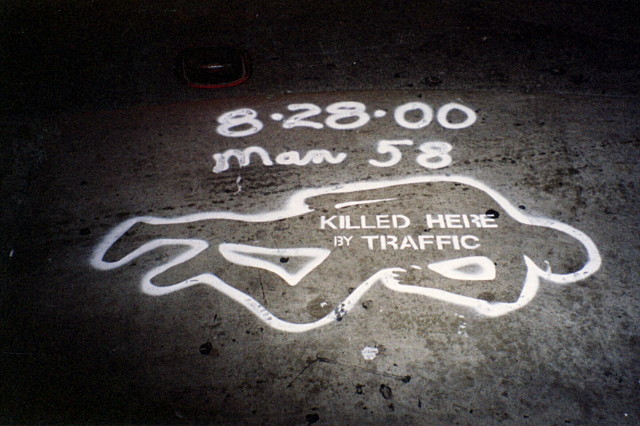 8·28·00
Man 58
KILLED HERE
BY TRAFFIC